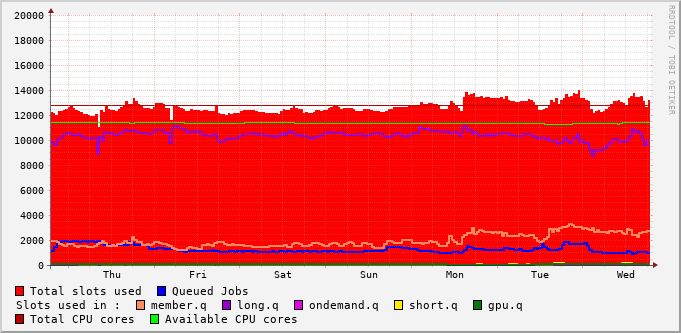 20000
18000
16000
14000
12000
10000
8000
6000
4000
2000
0
Thu Fri Sat Sun Mon Tue Wed
RRDTOOL / TOBI OETIKER
Total slots used Queued Jobs
Slots used in : member.q long.q ondemand.q short.q gpu.q
Total CPU cores Available CPU cores